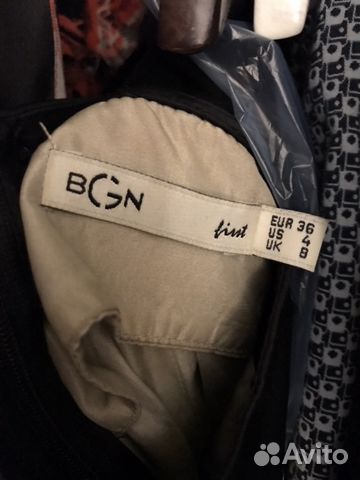 BGN
first
EUR 36
US 4
UK 8
Avito